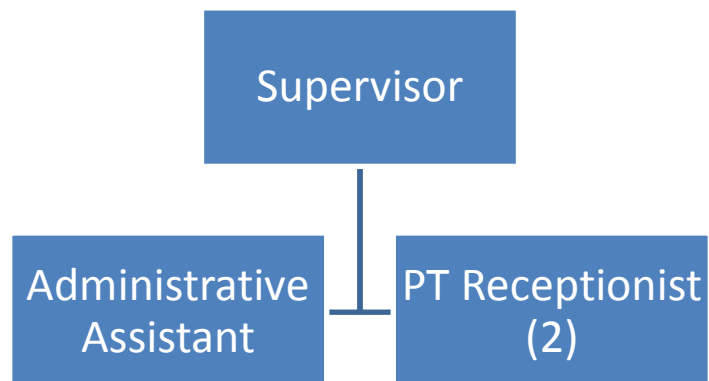 Supervisor
Administrative
Assistant
PT Receptionist
(2)